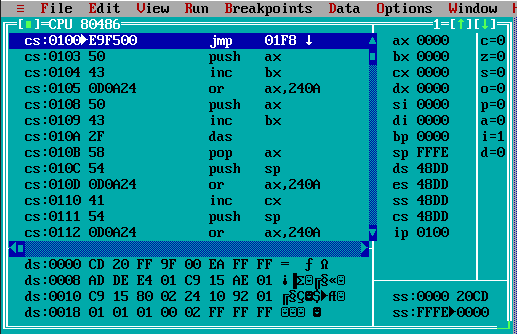 ≡ File Edit View Run Breakpoints Data Options Window H
[■]=CPU 80486 1=[↑][↓]
cs:0100►E9F500 jmp 01F8 ↓ ax 0000 c=0
cs:0103 50 push ax bx 0000 z=0
cs:0104 43 inc bx cx 0000 s=0
cs:0105 0D0A24 or ax,240A dx 0000 o=0
cs:0108 50 push ax si 0000 p=0
cs:0109 43 inc bx di 0000 a=0
cs:010A 2F das bp 0000 i=1
cs:010B 58 pop ax sp FFFE d=0
cs:010C 54 push sp ds 48DD
cs:010D 0D0A24 or ax,240A es 48DD
cs:0110 41 inc cx ss 48DD
cs:0111 54 push sp cs 48DD
cs:0112 0D0A24 or ax,240A ip 0100
ds:0000 CD 20 FF 9F 00 EA FF FF = ƒ Ω
ds:0008 AD DE E4 01 C9 15 AE 01 ¡▐Σ☺╔§«☺
ds:0010 C9 15 80 02 24 10 92 01 ╔§Ç☻$►Æ☺ ss:0000 20CD
ds:0018 01 01 01 00 02 FF FF FF ☺☺☺ ☻ ss:FFFE►0000